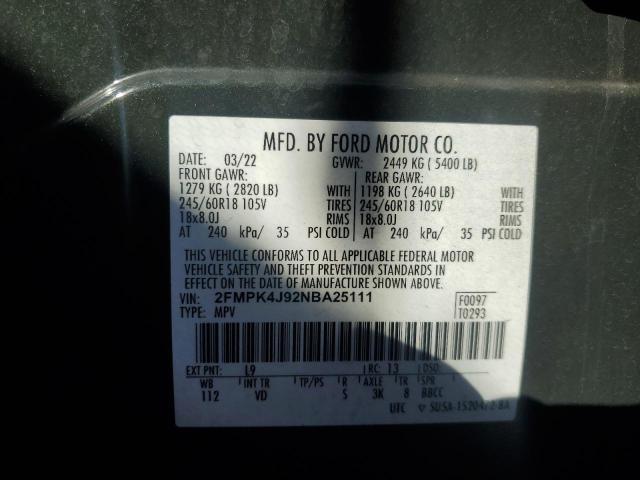 MFD. BY FORD MOTOR CO.
DATE: 03/22 GVWR: 2449 KG ( 5400 LB)
FRONT GAWR: REAR GAWR:
1279 KG ( 2820 LB) WITH 1198 KG ( 2640 LB) WITH
245/60R18 105V TIRES 245/60R18 105V TIRES
18x8.0J RIMS 18x8.0J RIMS
AT 240 kPa/ 35 PSI COLD AT 240 kPa/ 35 PSI COLD
THIS VEHICLE CONFORMS TO ALL APPLICABLE FEDERAL MOTOR
VEHICLE SAFETY AND THEFT PREVENTION STANDARDS IN
EFFECT ON THE DATE OF MANUFACTURE SHOWN ABOVE.
VIN: 2FMPK4J92NBA25111 F0097
TYPE: MPV T0293
EXT PNT: L9 RC: 13 DSO:
WB INT TR TP/PS R AXLE TR SPR
112 VD S 3K 8 BBCC
UTC